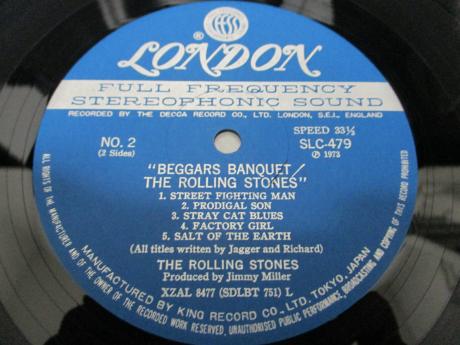 ®
LONDON
FULL FREQUENCY
STEREOPHONIC SOUND
RECORDED BY THE DECCA RECORD CO., LTD. LONDON, S.E.I., ENGLAND
NO. 2
(2 Sides)
SPEED 33⅓
SLC-479
Ⓟ 1973
"BEGGARS BANQUET/
THE ROLLING STONES"
1. STREET FIGHTING MAN
2. PRODIGAL SON
3. STRAY CAT BLUES
4. FACTORY GIRL
5. SALT OF THE EARTH
(All titles written by Jagger and Richard)
THE ROLLING STONES
Produced by Jimmy Miller
XZAL 8477 (SDLBT 751) L
MANUFACTURED BY KING RECORD CO., LTD. TOKYO, JAPAN
ALL RIGHTS OF THE MANUFACTURER AND OF THE OWNER OF THE RECORDED WORK RESERVED. UNAUTHORISED PUBLIC PERFORMANCE, BROADCASTING AND COPYING OF THIS RECORD PROHIBITED